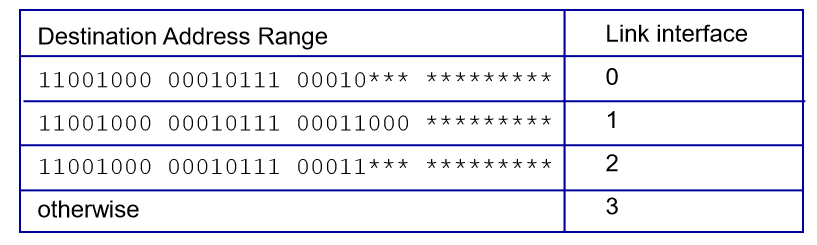 Destination Address Range Link interface
11001000 00010111 00010*** ********* 0
11001000 00010111 00011000 ********* 1
11001000 00010111 00011*** ********* 2
otherwise 3